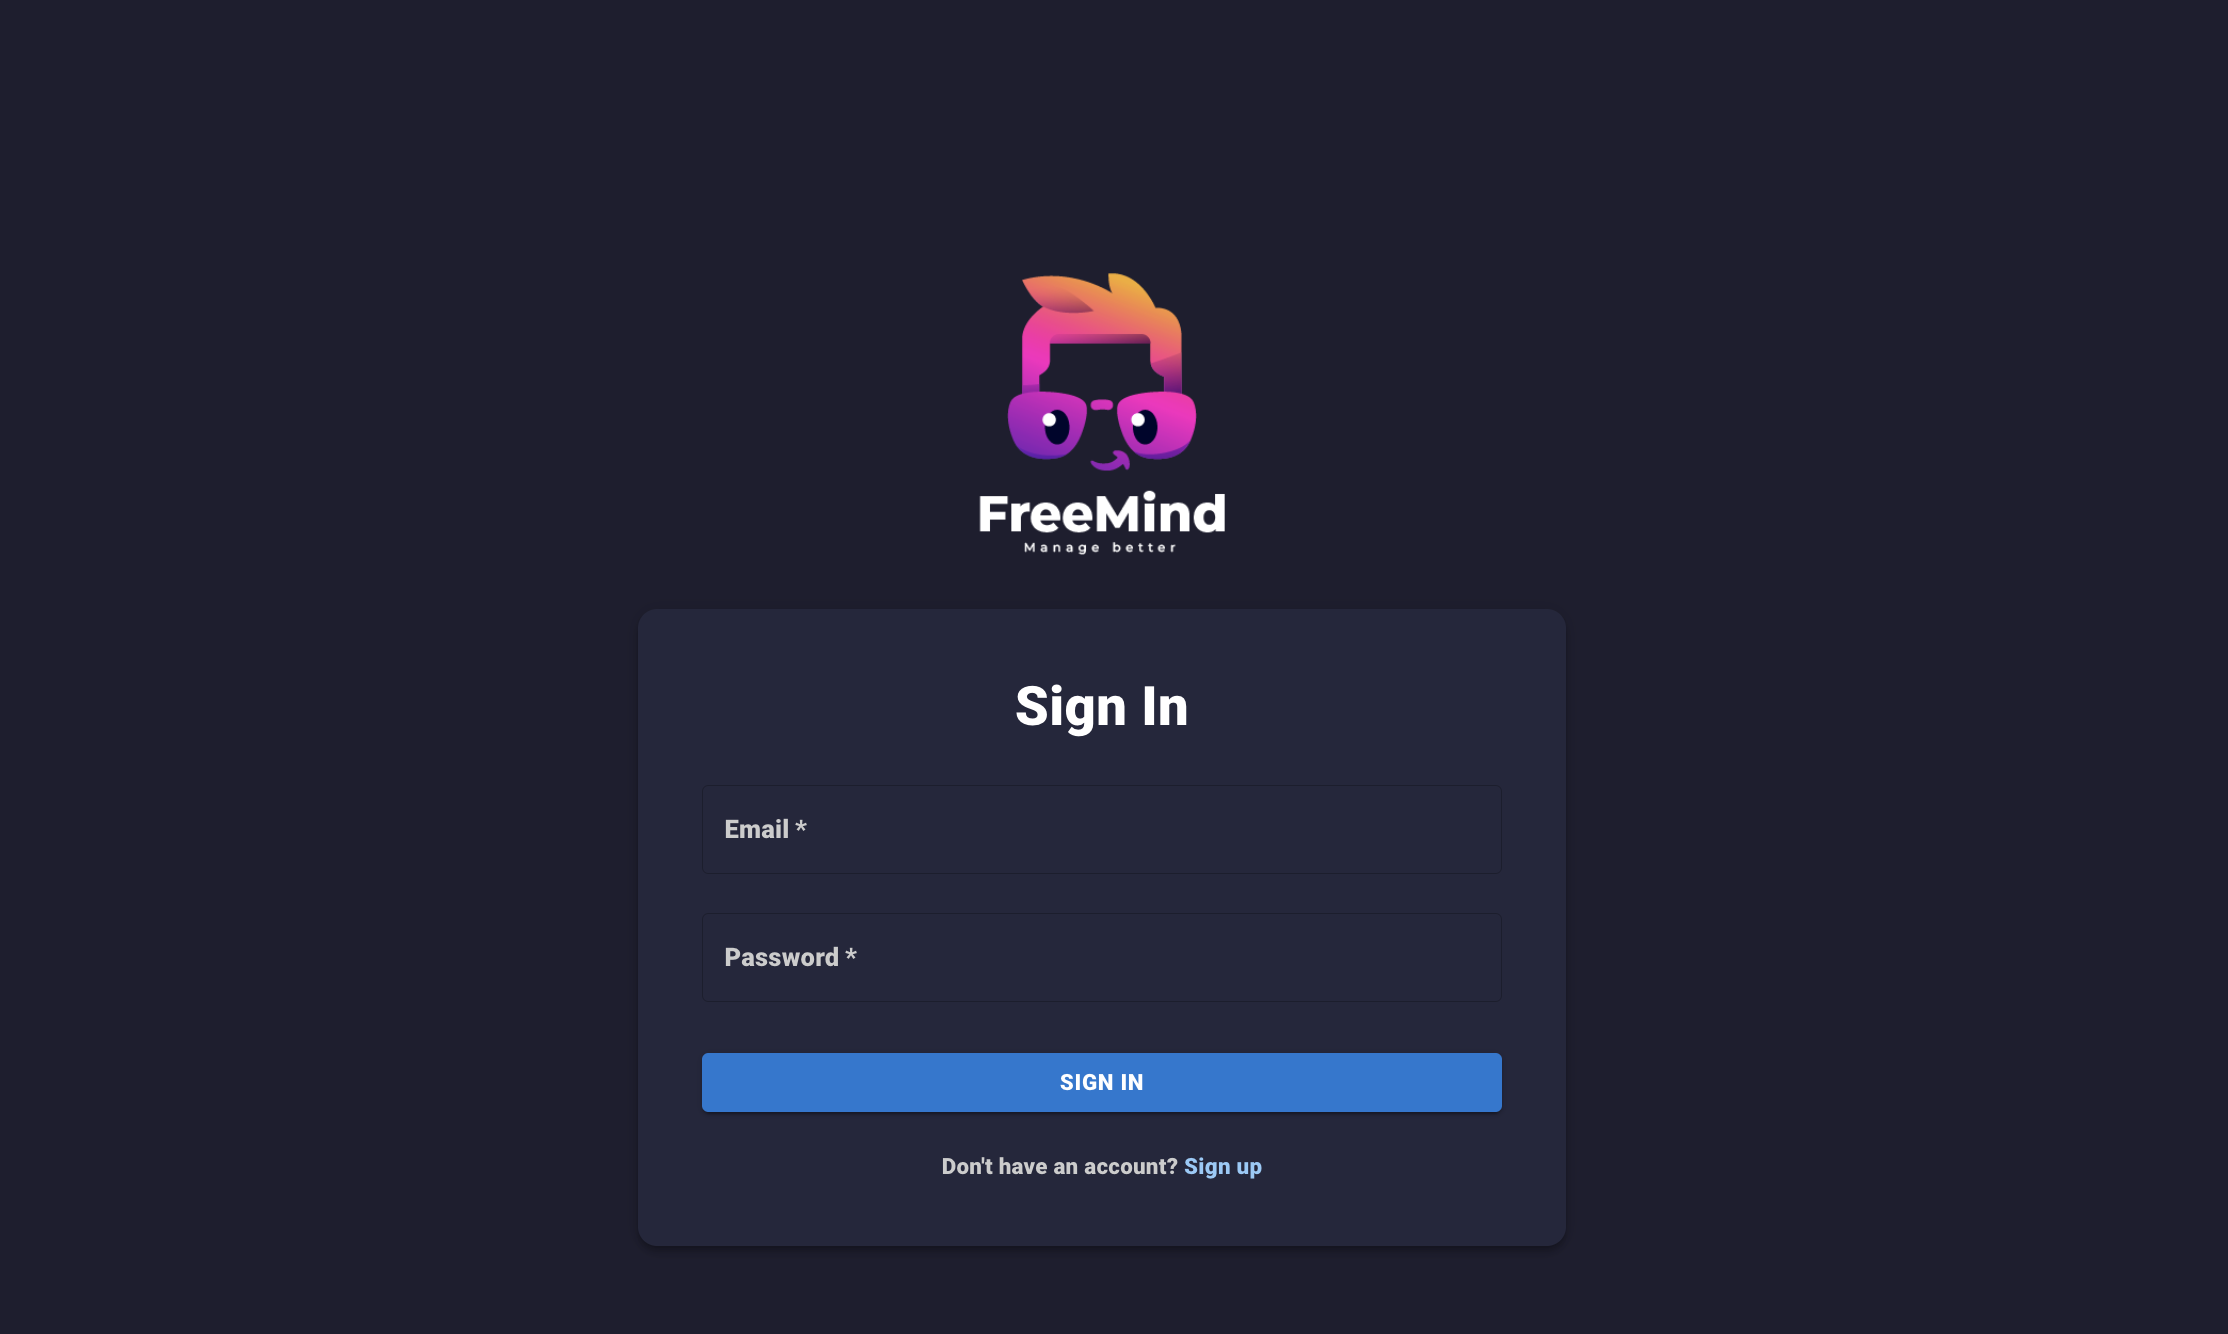 FreeMind
Manage better
Sign In
Email *
Password *
SIGN IN
Don't have an account? Sign up